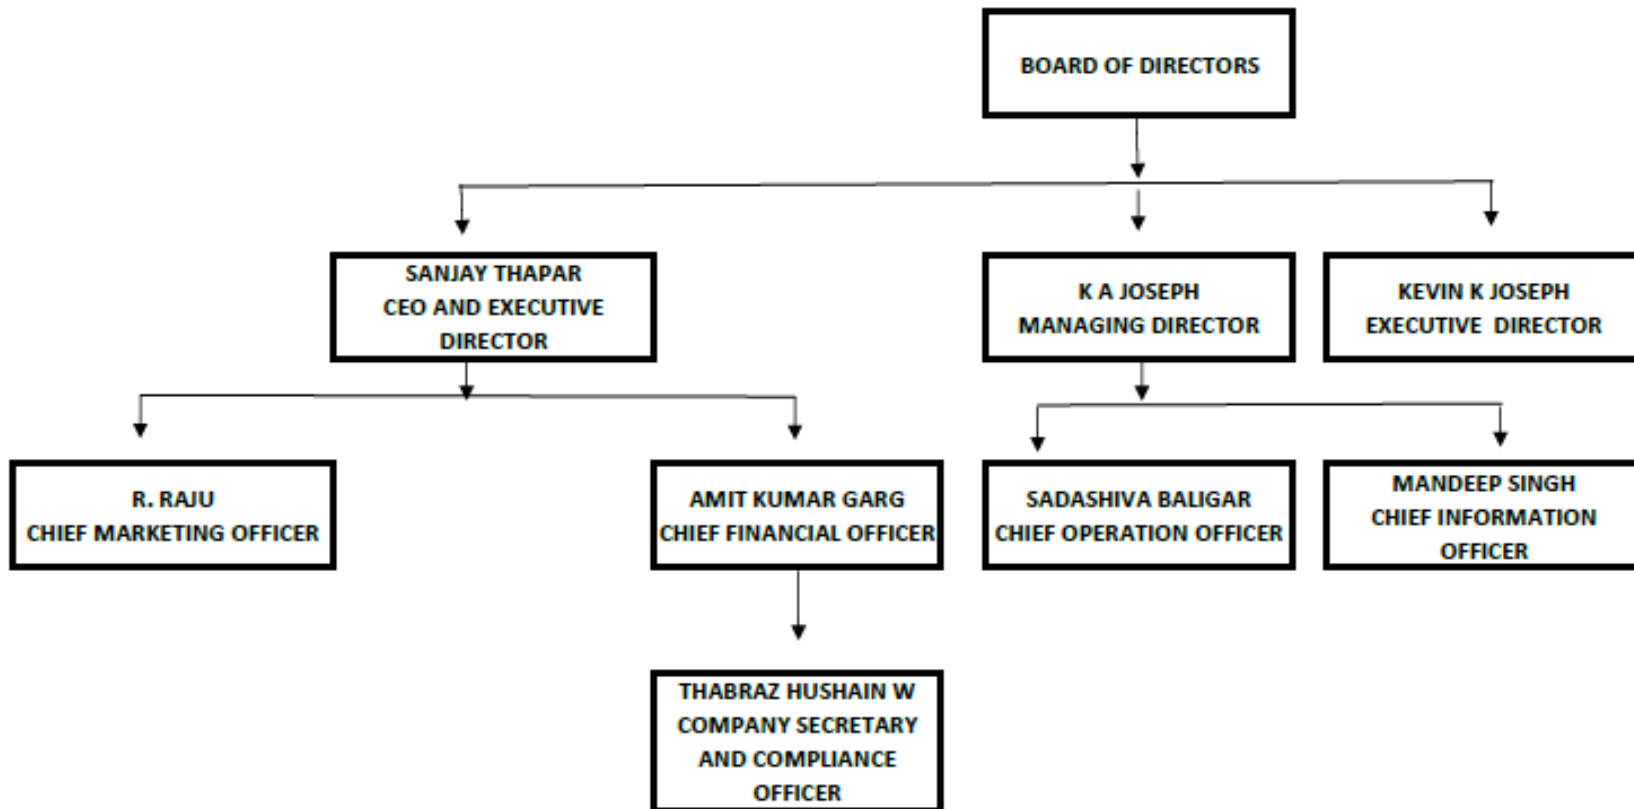 BOARD OF DIRECTORS
SANJAY THAPAR
CEO AND EXECUTIVE
DIRECTOR
K A JOSEPH
MANAGING DIRECTOR
KEVIN K JOSEPH
EXECUTIVE DIRECTOR
R. RAJU
CHIEF MARKETING OFFICER
AMIT KUMAR GARG
CHIEF FINANCIAL OFFICER
SADASHIVA BALIGAR
CHIEF OPERATION OFFICER
MANDEEP SINGH
CHIEF INFORMATION
OFFICER
THABRAZ HUSHAIN W
COMPANY SECRETARY
AND COMPLIANCE
OFFICER